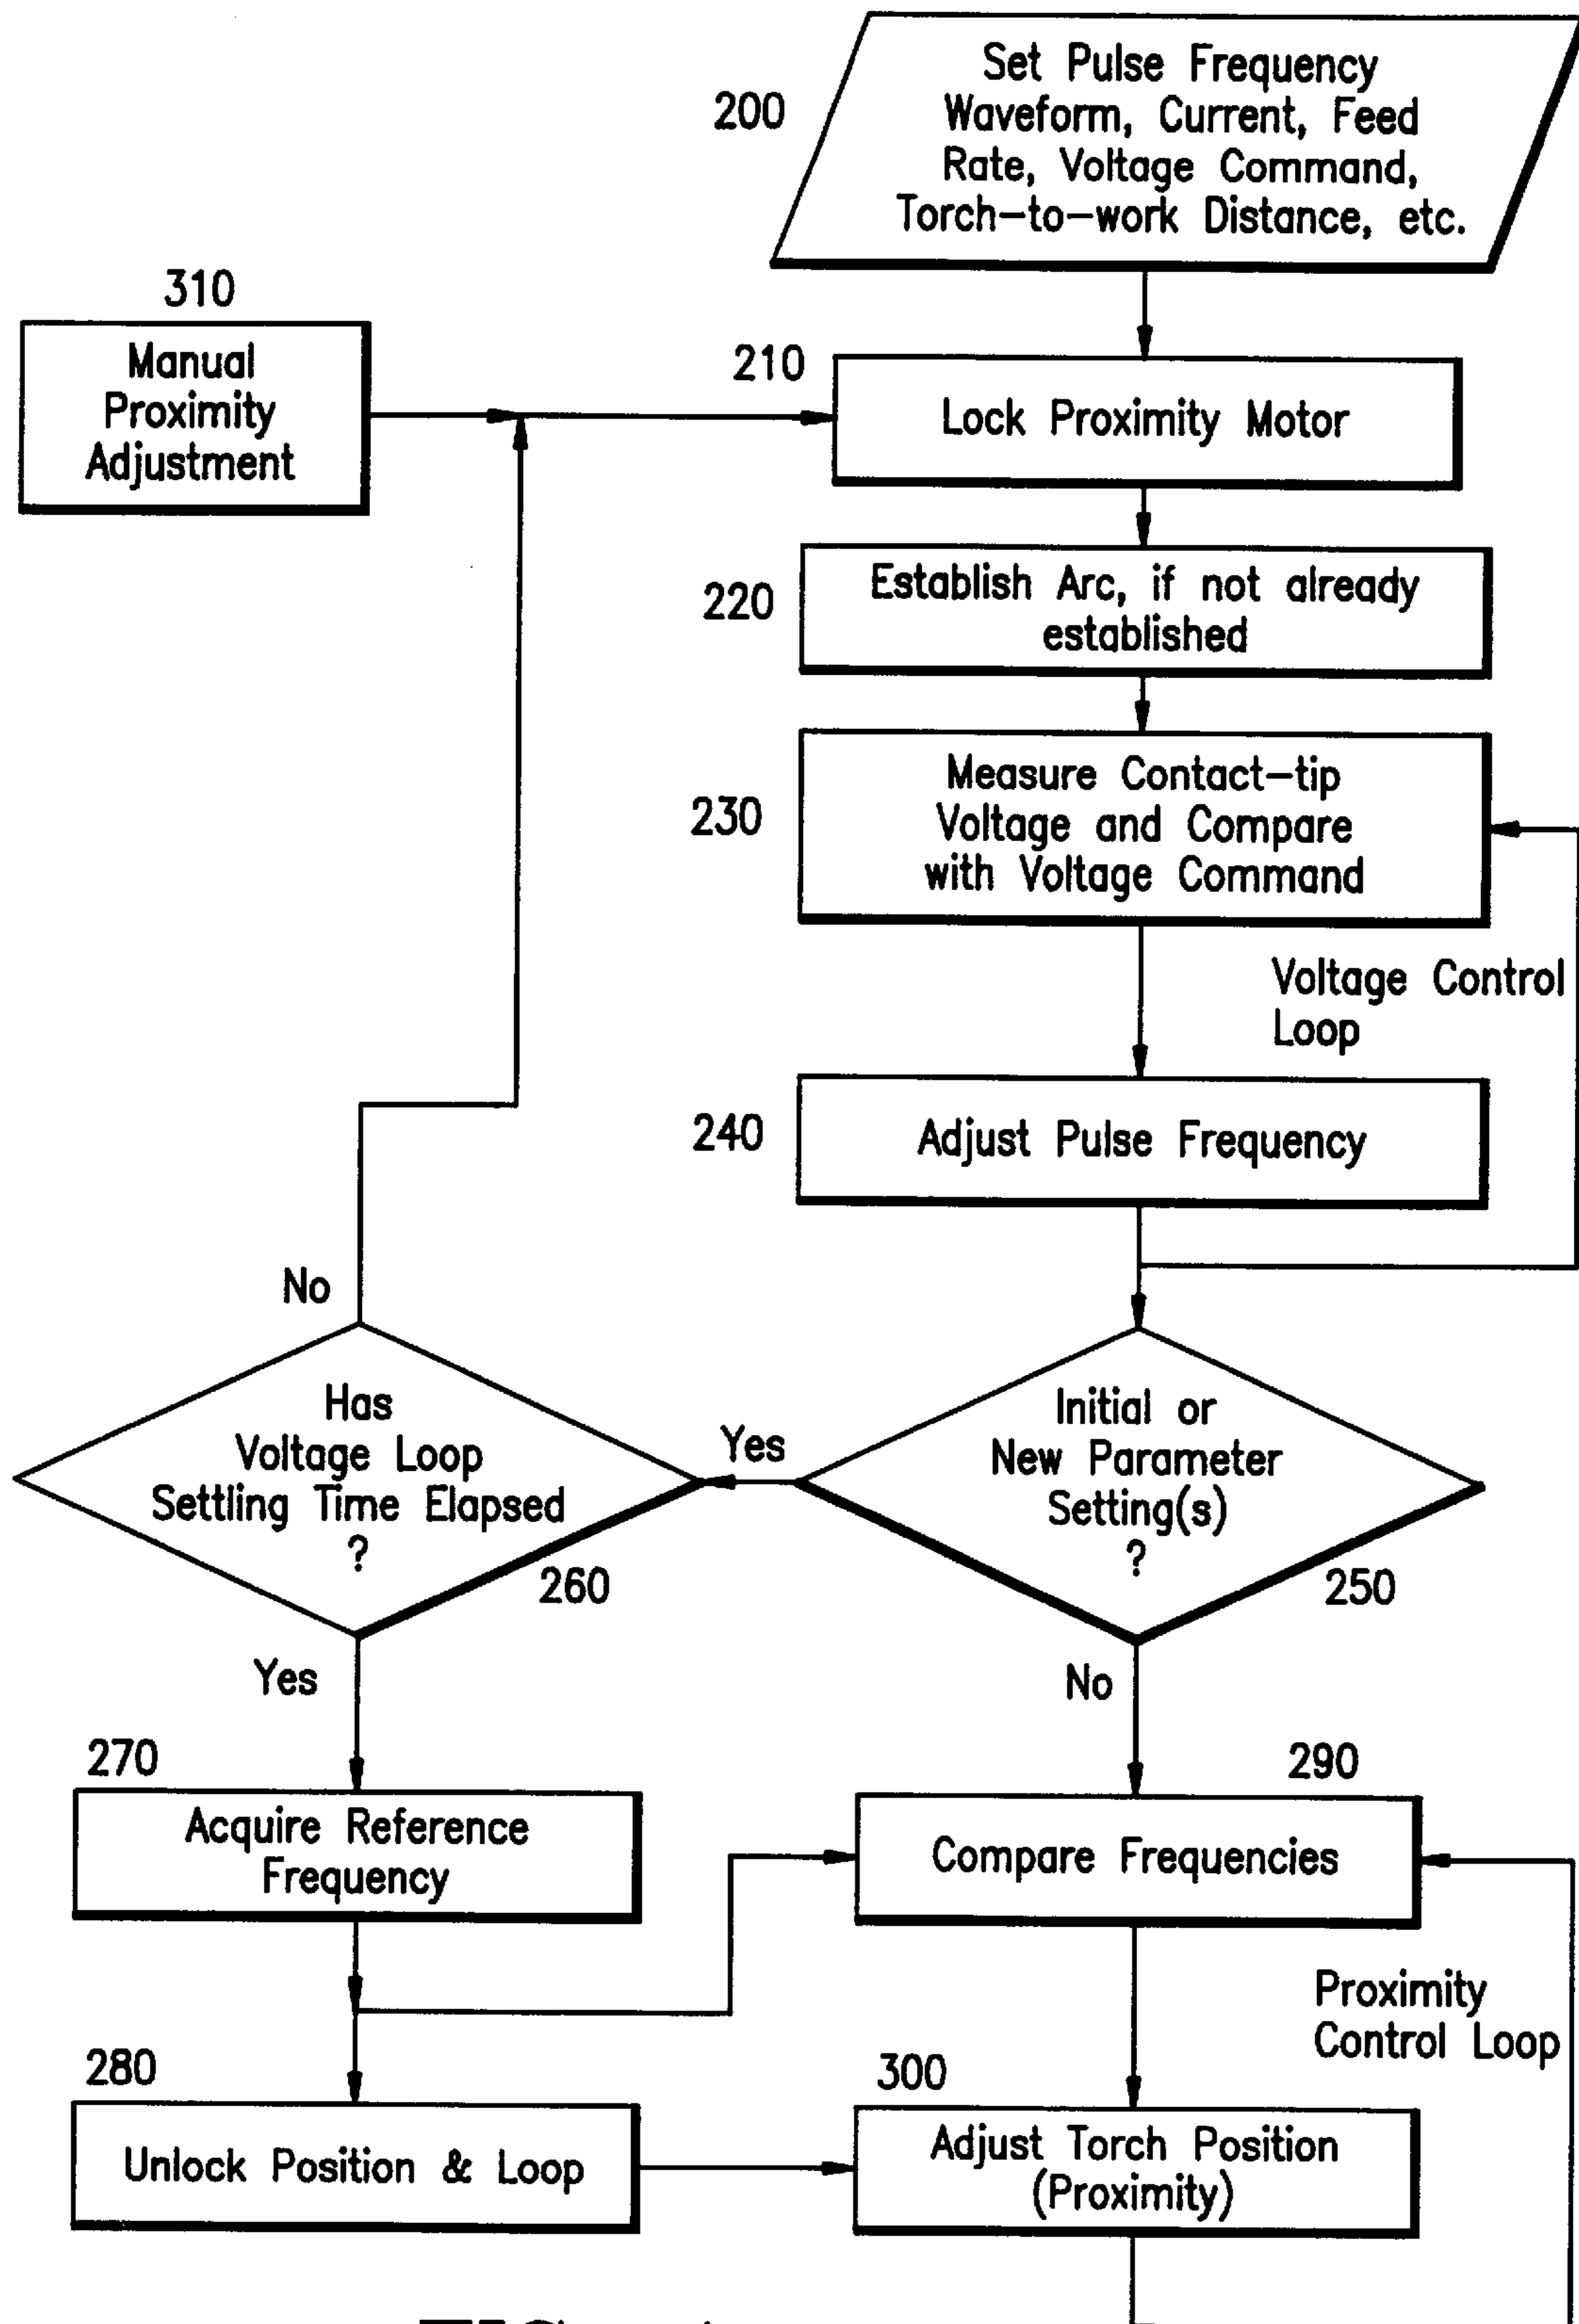 Set Pulse Frequency
Waveform, Current, Feed
Rate, Voltage Command,
Torch-to-work Distance, etc.
200
310
Manual
Proximity
Adjustment
210
Lock Proximity Motor
220
Establish Arc, if not already
established
230
Measure Contact-tip
Voltage and Compare
with Voltage Command
Voltage Control
Loop
240
Adjust Pulse Frequency
No
Has
Voltage Loop
Settling Time Elapsed
?
260
Yes
Initial or
New Parameter
Setting(s)
?
250
Yes
No
270
Acquire Reference
Frequency
290
Compare Frequencies
Proximity
Control Loop
280
Unlock Position & Loop
300
Adjust Torch Position
(Proximity)